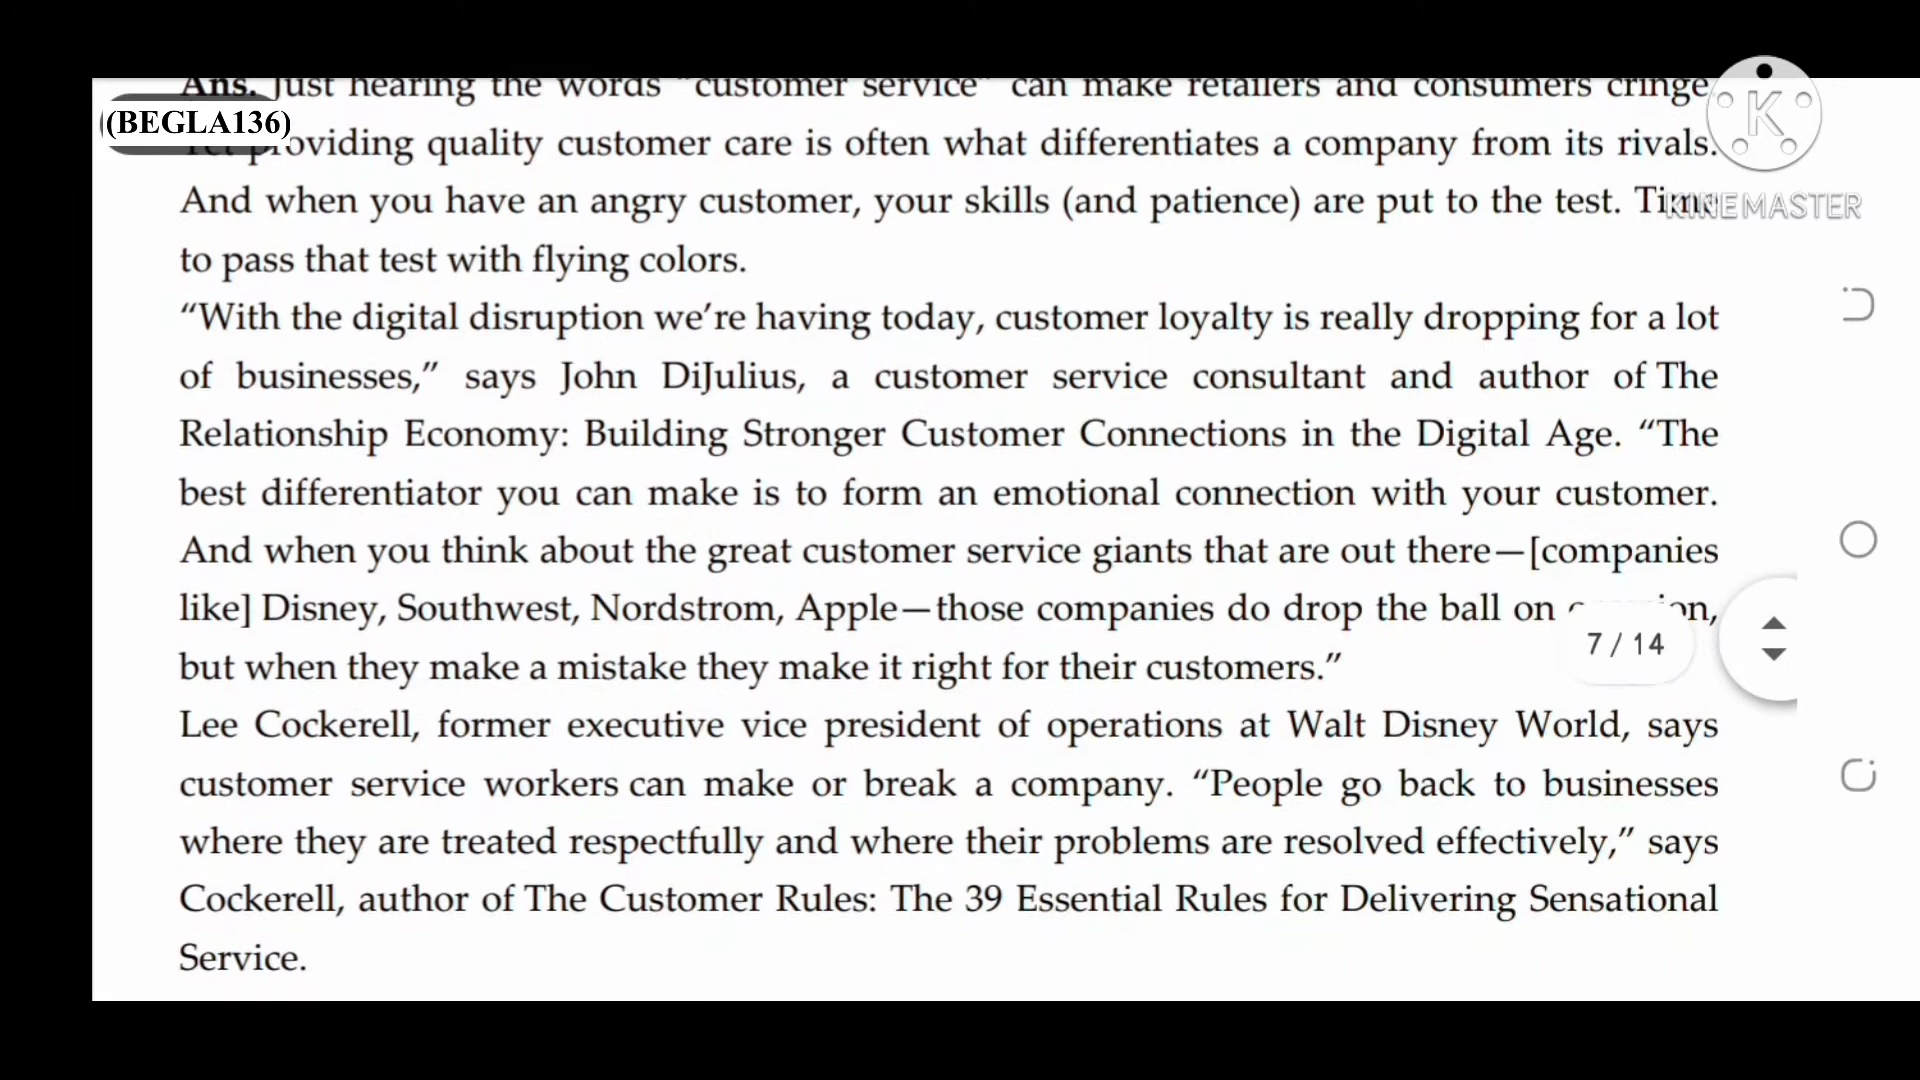 Ans. Just hearing the words "customer service" can make retailers and consumers cringe.
(BEGLA136)
Yet providing quality customer care is often what differentiates a company from its rivals.
K
And when you have an angry customer, your skills (and patience) are put to the test. Time
KINEMASTER
to pass that test with flying colors.
“With the digital disruption we’re having today, customer loyalty is really dropping for a lot
of businesses,” says John DiJulius, a customer service consultant and author of The
Relationship Economy: Building Stronger Customer Connections in the Digital Age. “The
best differentiator you can make is to form an emotional connection with your customer.
And when you think about the great customer service giants that are out there—[companies
like] Disney, Southwest, Nordstrom, Apple—those companies do drop the ball on
7 / 14
but when they make a mistake they make it right for their customers.”
Lee Cockerell, former executive vice president of operations at Walt Disney World, says
customer service workers can make or break a company. “People go back to businesses
where they are treated respectfully and where their problems are resolved effectively,” says
Cockerell, author of The Customer Rules: The 39 Essential Rules for Delivering Sensational
Service.